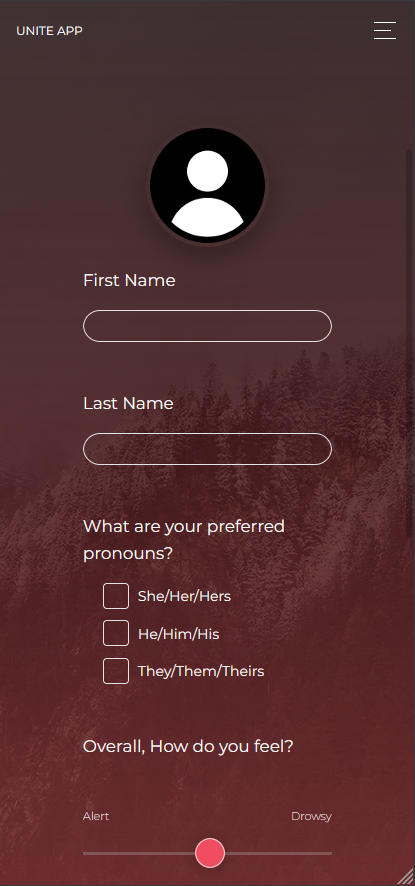 UNITE APP
First Name
Last Name
What are your preferred
pronouns?
She/Her/Hers
He/Him/His
They/Them/Theirs
Overall, How do you feel?
Alert Drowsy